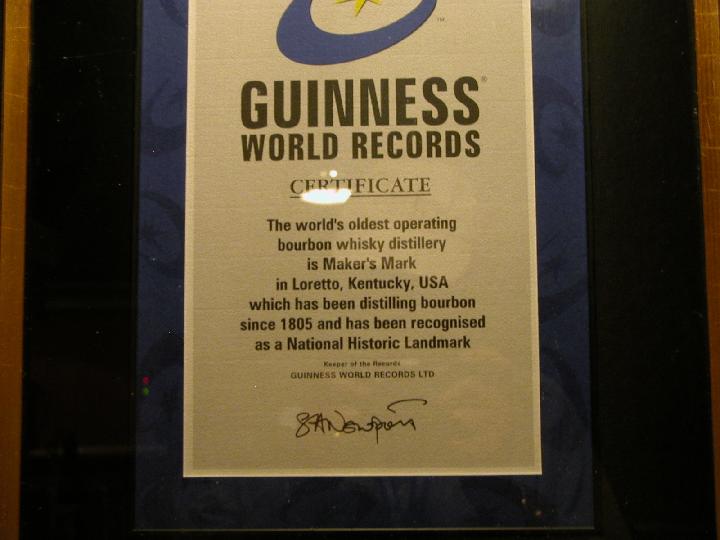 GUINNESS®
WORLD RECORDS
CERTIFICATE
The world's oldest operating
bourbon whisky distillery
is Maker's Mark
in Loretto, Kentucky, USA
which has been distilling bourbon
since 1805 and has been recognised
as a National Historic Landmark
Keeper of the Records
GUINNESS WORLD RECORDS LTD